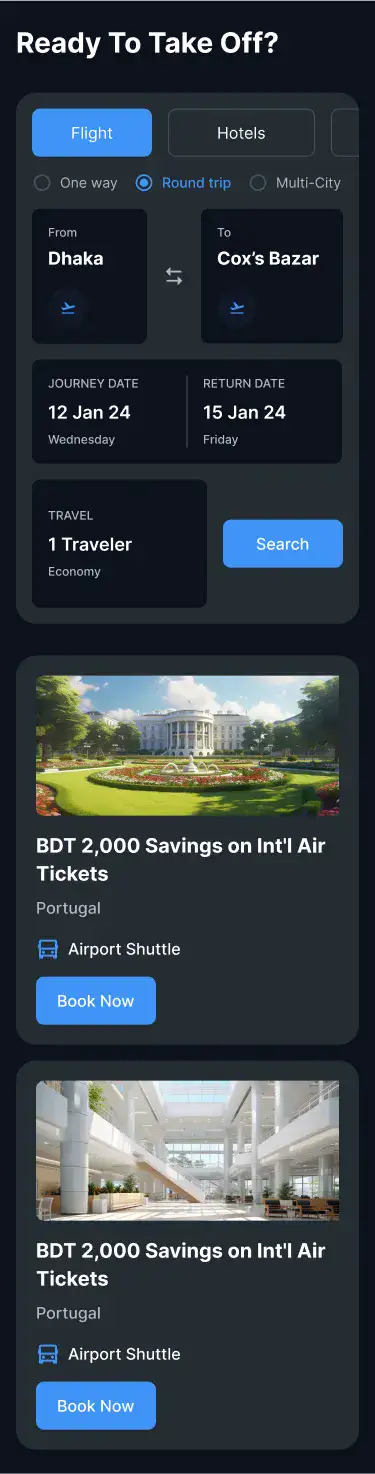 Ready To Take Off?
Flight
Hotels
One way
Round trip
Multi-City
From
Dhaka
To
Cox’s Bazar
JOURNEY DATE
12 Jan 24
Wednesday
RETURN DATE
15 Jan 24
Friday
TRAVEL
1 Traveler
Economy
Search
BDT 2,000 Savings on Int'l Air
Tickets
Portugal
Airport Shuttle
Book Now
BDT 2,000 Savings on Int'l Air
Tickets
Portugal
Airport Shuttle
Book Now